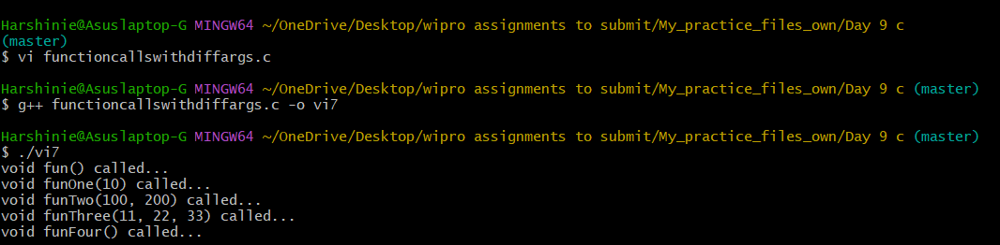 Harshinie@Asuslaptop-G MINGW64 ~/OneDrive/Desktop/wipro assignments to submit/My_practice_files_own/Day 9 c
(master)
$ vi functioncallswithdiffargs.c
Harshinie@Asuslaptop-G MINGW64 ~/OneDrive/Desktop/wipro assignments to submit/My_practice_files_own/Day 9 c (master)
$ g++ functioncallswithdiffargs.c -o vi7
Harshinie@Asuslaptop-G MINGW64 ~/OneDrive/Desktop/wipro assignments to submit/My_practice_files_own/Day 9 c (master)
$ ./vi7
void fun() called...
void funOne(10) called...
void funTwo(100, 200) called...
void funThree(11, 22, 33) called...
void funFour() called...